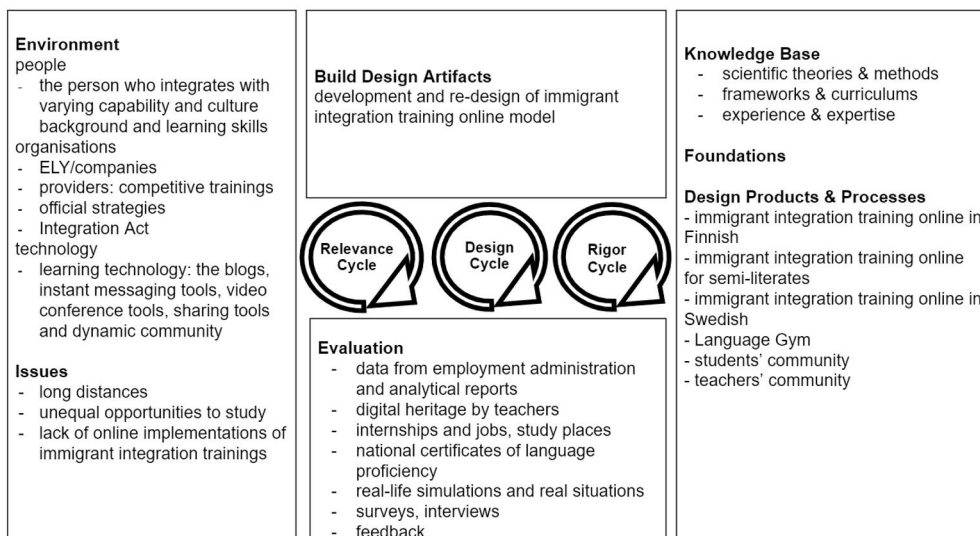 Environment
people
- the person who integrates with
varying capability and culture
background and learning skills
organisations
- ELY/companies
- providers: competitive trainings
- official strategies
- Integration Act
technology
- learning technology: the blogs,
instant messaging tools, video
conference tools, sharing tools
and dynamic community
Issues
- long distances
- unequal opportunities to study
- lack of online implementations of
immigrant integration trainings
Build Design Artifacts
development and re-design of immigrant
integration training online model
Relevance
Cycle
Design
Cycle
Rigor
Cycle
Evaluation
- data from employment administration
and analytical reports
- digital heritage by teachers
- internships and jobs, study places
- national certificates of language
proficiency
- real-life simulations and real situations
- surveys, interviews
- feedback
Knowledge Base
- scientific theories & methods
- frameworks & curriculums
- experience & expertise
Foundations
Design Products & Processes
- immigrant integration training online in
Finnish
- immigrant integration training online
for semi-literates
- immigrant integration training online in
Swedish
- Language Gym
- students’ community
- teachers’ community